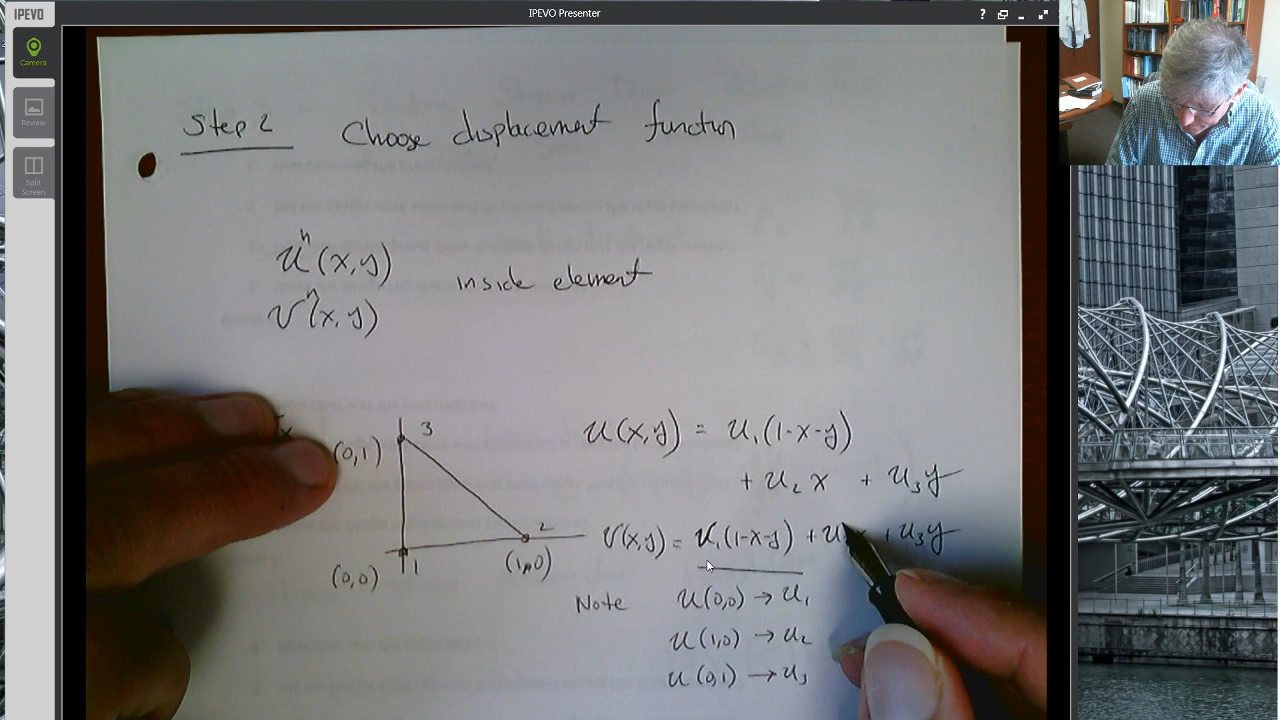 IPEVO
IPEVO Presenter
?
Camera
Review
Split
Screen
Step 2 Choose displacement function
uⁿ(x,y)
vⁿ(x,y)
inside element
x
3
(0,1)
2
(0,0)
1
(1,0)
u(x,y) = u₁(1-x-y)
+ u₂x + u₃y
v(x,y) = v₁(1-x-y) + u + u₃y
Note u(0,0) → u₁
u(1,0) → u₂
u(0,1) → u₃